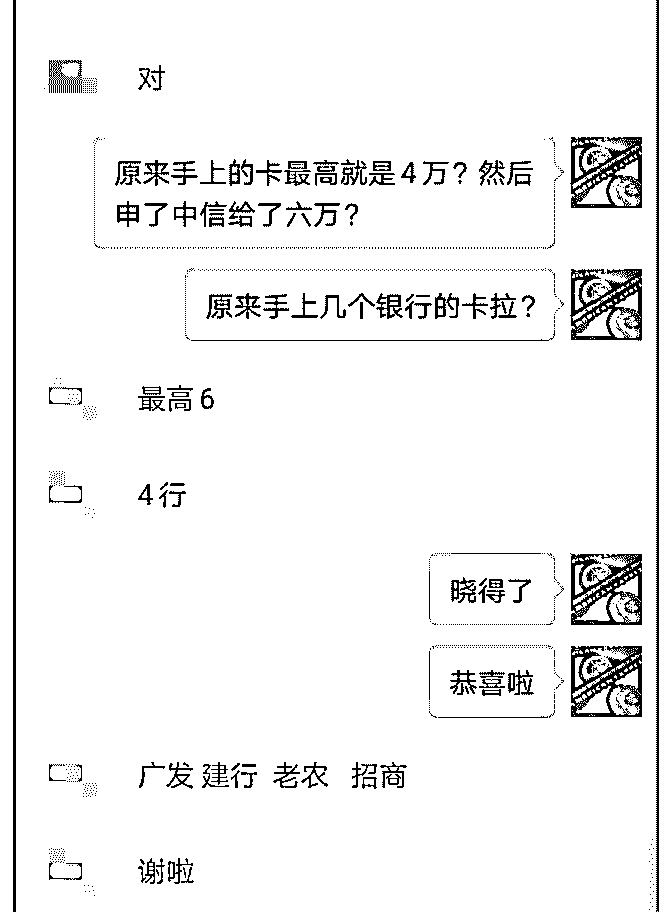 对
原来手上的卡最高就是4万？然后
申了中信给了六万？
原来手上几个银行的卡拉？
最高6
4行
晓得了
恭喜啦
广发 建行 老农 招商
谢啦